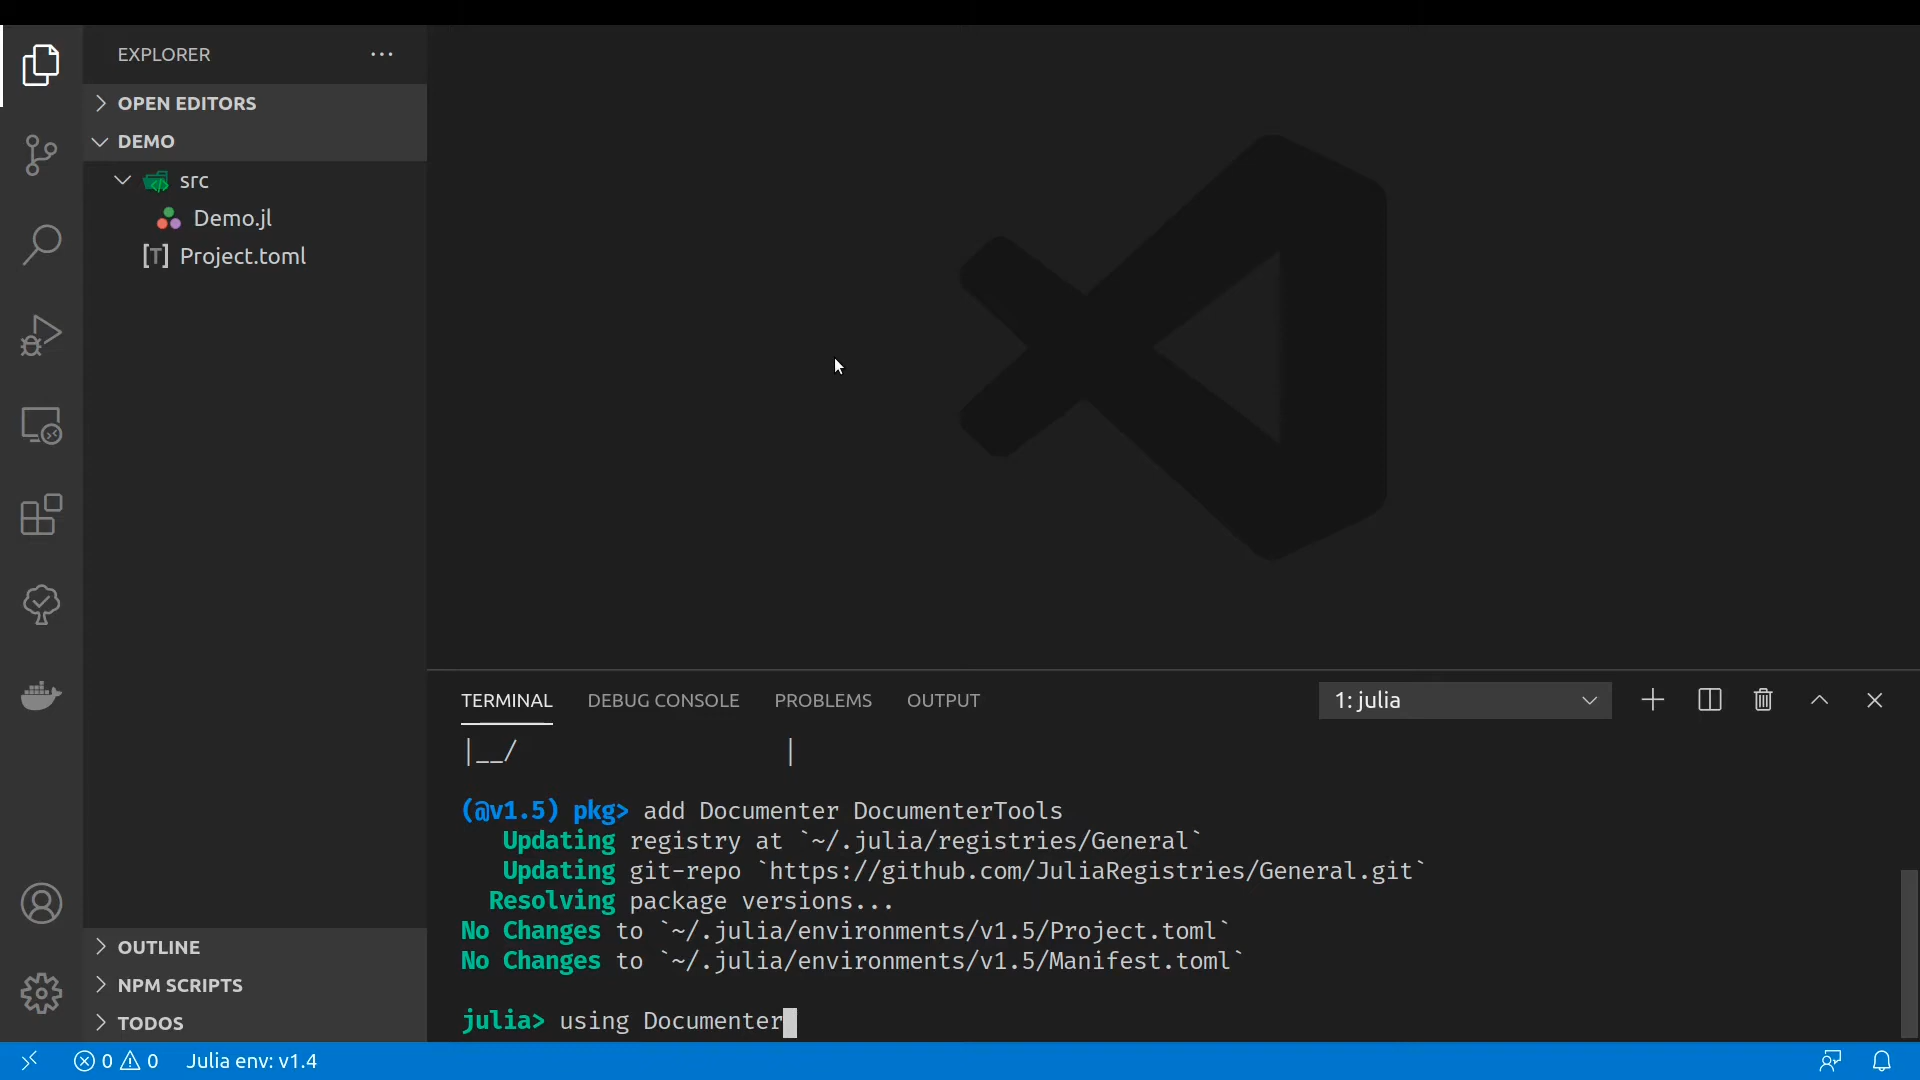 EXPLORER
OPEN EDITORS
DEMO
src
Demo.jl
[T] Project.toml
OUTLINE
NPM SCRIPTS
TODOS
TERMINAL DEBUG CONSOLE PROBLEMS OUTPUT 1: julia
|__/ |
(@v1.5) pkg> add Documenter DocumenterTools
Updating registry at `~/.julia/registries/General`
Updating git-repo `https://github.com/JuliaRegistries/General.git`
Resolving package versions...
No Changes to `~/.julia/environments/v1.5/Project.toml`
No Changes to `~/.julia/environments/v1.5/Manifest.toml`
julia> using Documenter
0 0 Julia env: v1.4